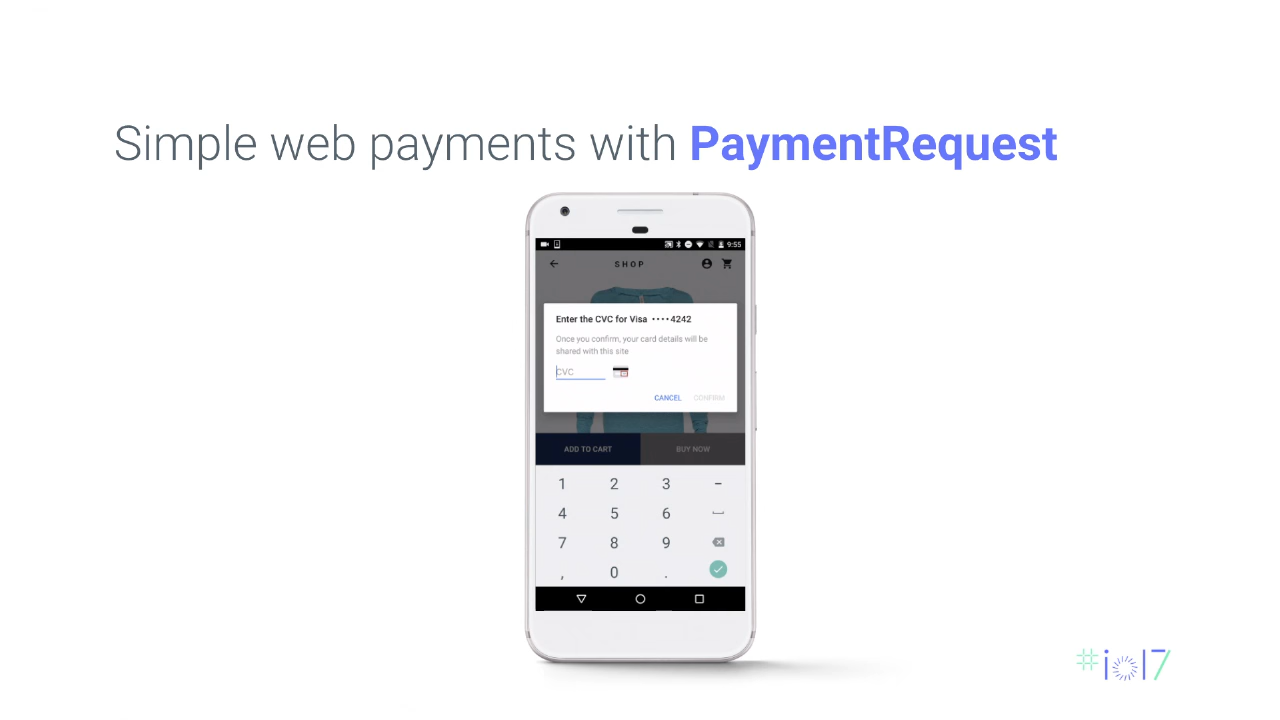 Simple web payments with PaymentRequest
9:55
SHOP
Enter the CVC for Visa ····4242
Once you confirm, your card details will be
shared with this site
CVC
CANCEL CONFIRM
ADD TO CART BUY NOW
1 2 3 -
4 5 6
7 8 9
, 0 .
#io17